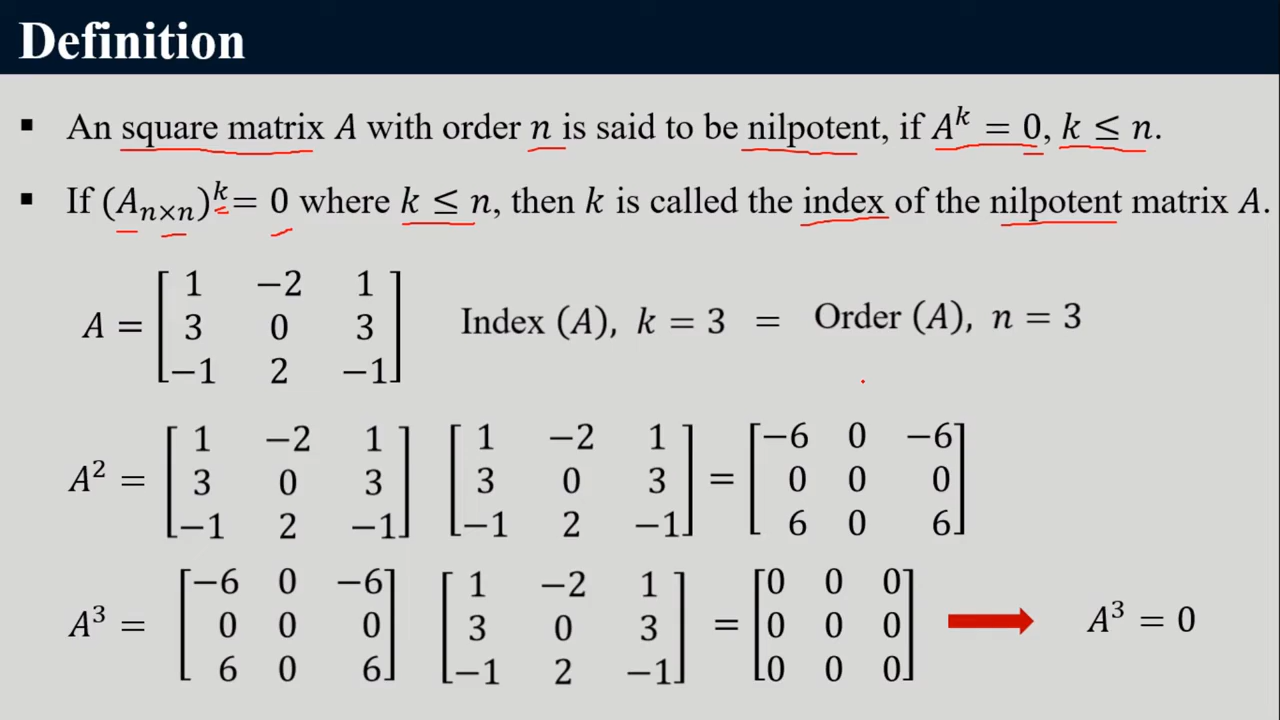 Definition
▪ An square matrix A with order n is said to be nilpotent, if A^k = 0, k ≤ n.
▪ If (A_{n×n})^k = 0 where k ≤ n, then k is called the index of the nilpotent matrix A.
A = [1 −2 1; 3 0 3; −1 2 −1] Index (A), k = 3 = Order (A), n = 3
A² = [1 −2 1; 3 0 3; −1 2 −1] [1 −2 1; 3 0 3; −1 2 −1] = [−6 0 −6; 0 0 0; 6 0 6]
A³ = [−6 0 −6; 0 0 0; 6 0 6] [1 −2 1; 3 0 3; −1 2 −1] = [0 0 0; 0 0 0; 0 0 0] ➡ A³ = 0